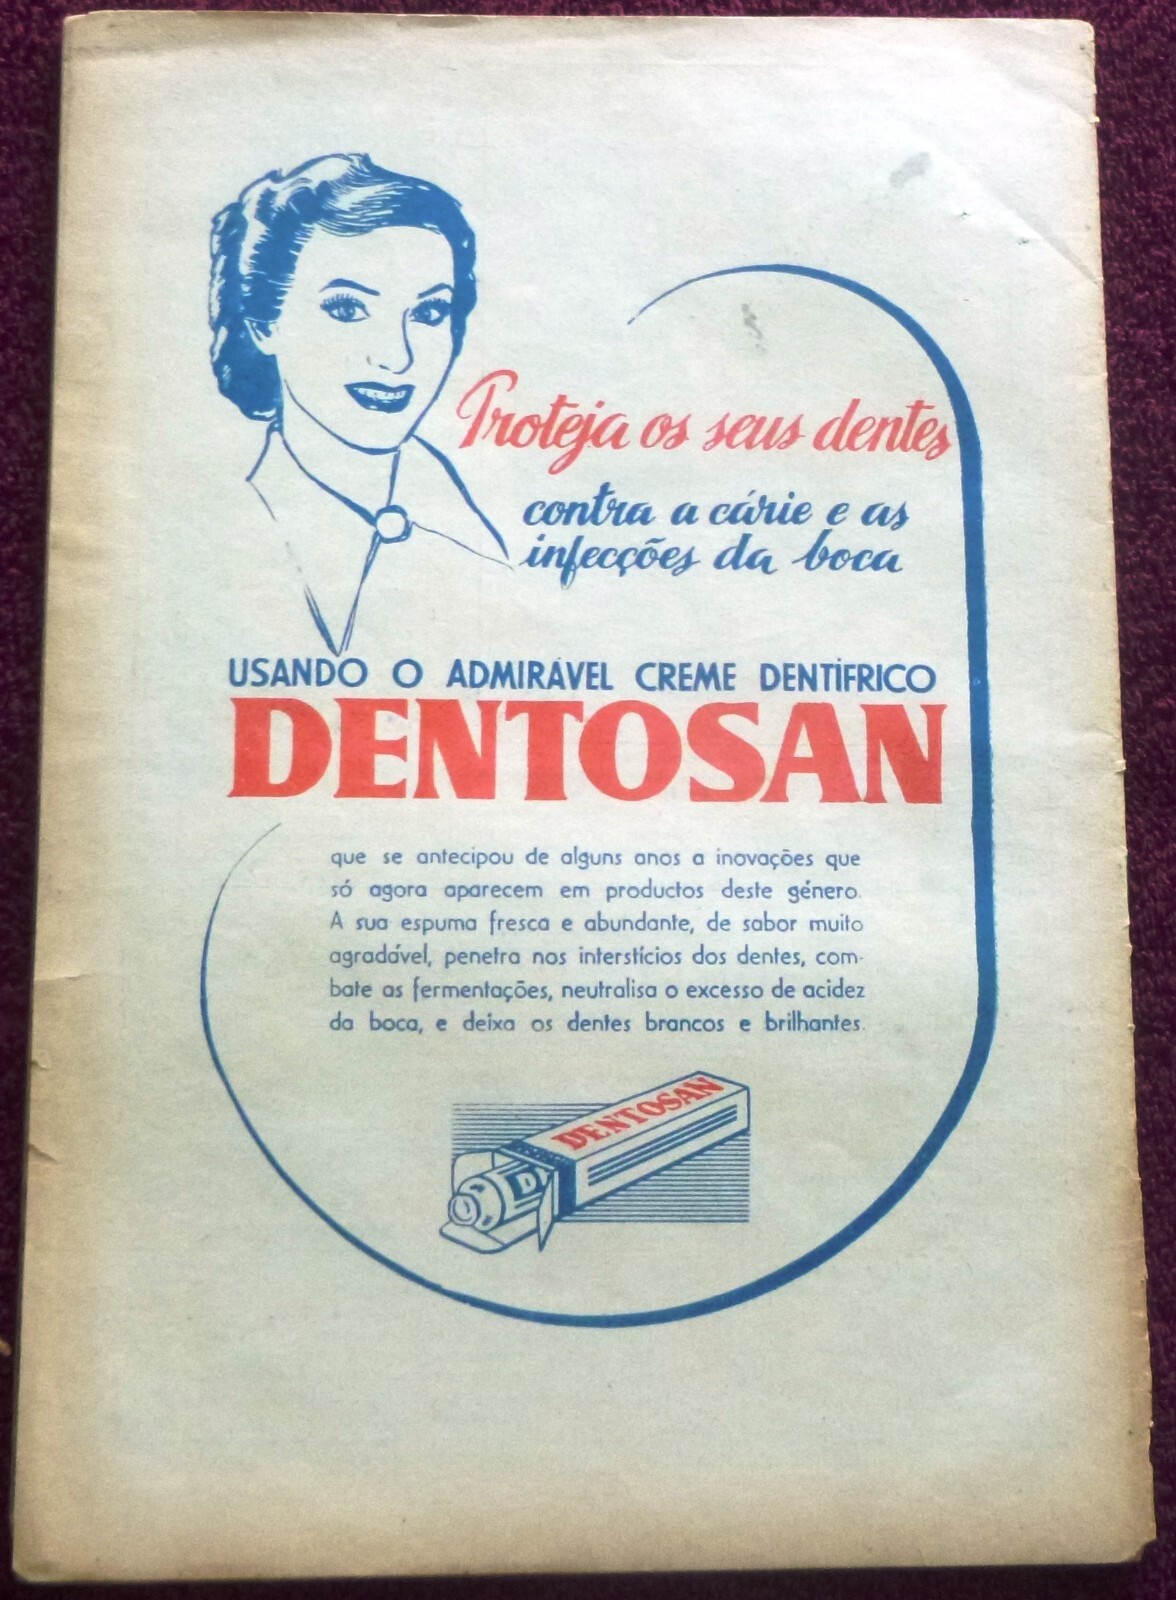 Proteja os seus dentes
contra a cárie e as
infecções da boca
USANDO O ADMIRÁVEL CREME DENTÍFRICO
DENTOSAN
que se antecipou de alguns anos a inovações que
só agora aparecem em productos deste género.
A sua espuma fresca e abundante, de sabor muito
agradável, penetra nos interstícios dos dentes, com-
bate as fermentações, neutralisa o excesso de acidez
da boca, e deixa os dentes brancos e brilhantes.
DENTOSAN
D